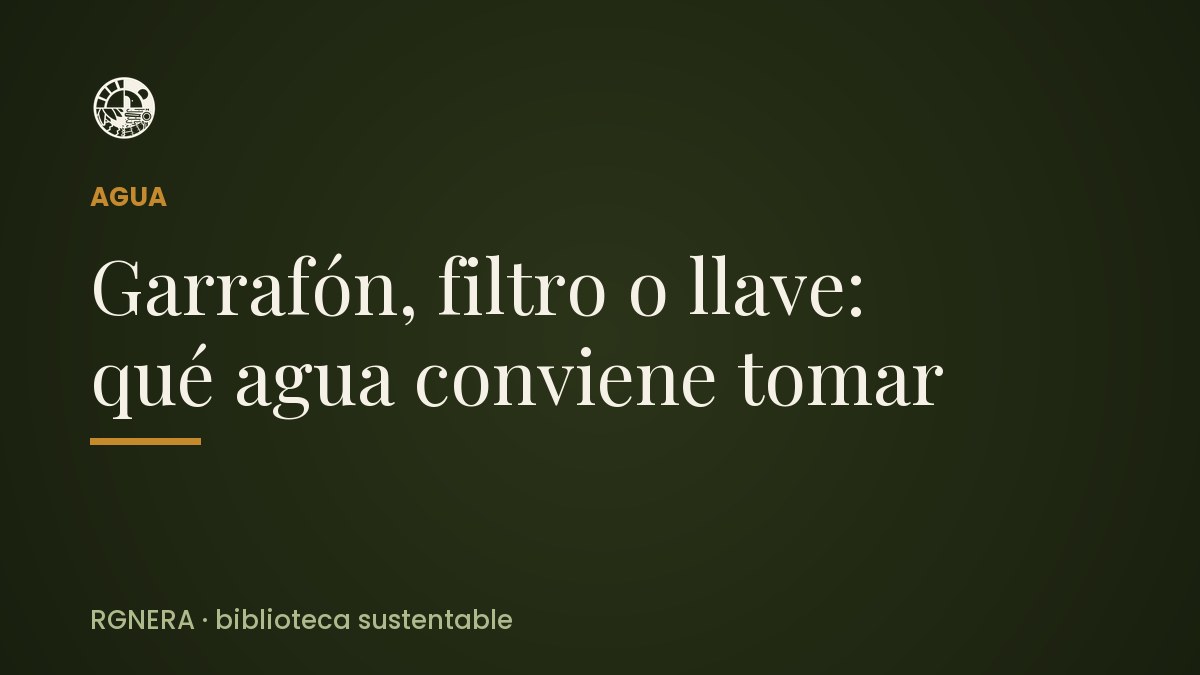 AGUA
Garrafón, filtro o llave:
qué agua conviene tomar
RGNERA · biblioteca sustentable